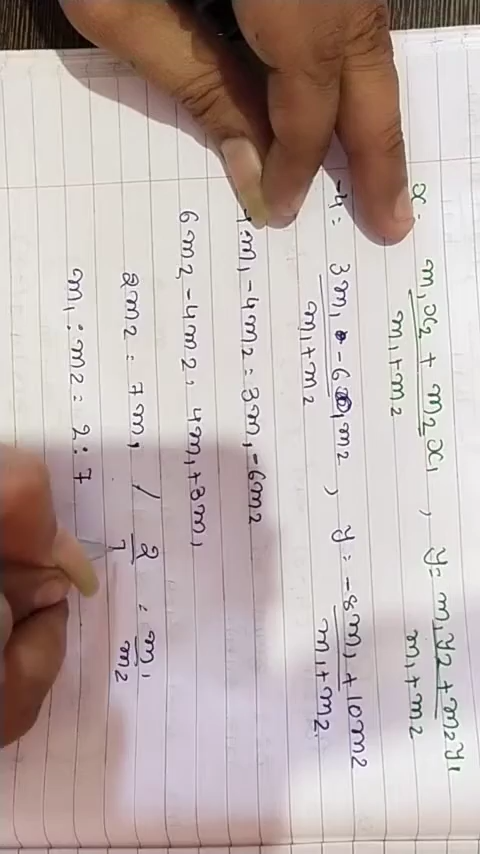 x = m₁x₂ + m₂x₁ / m₁+m₂ , y = m₁y₂ + m₂y₁ / m₁+m₂
-4 = 3m₁ - 6m₂ / m₁+m₂ , y = -8m₁ + 10m₂ / m₁+m₂
m₁ - 4m₂ = 3m₁ - 6m₂
6m₂ - 4m₂ = 4m₁ + 3m₁
2m₂ = 7m₁ / 2/7 = m₁/m₂
m₁ : m₂ = 2 : 7